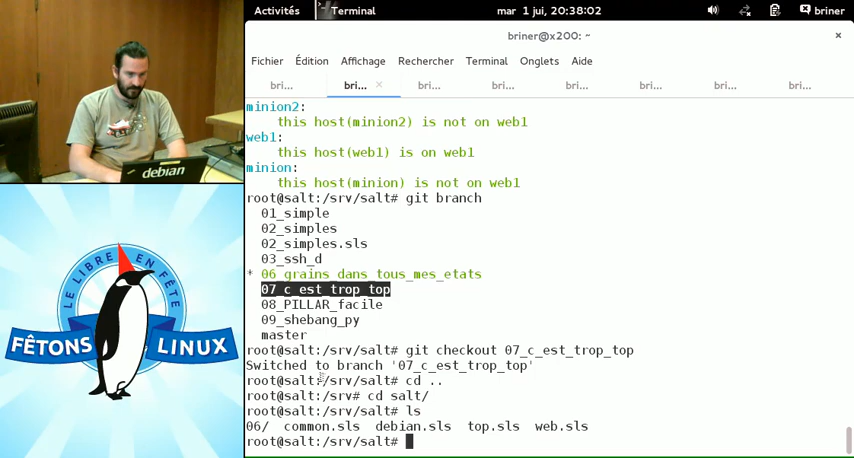 Activités
Terminal
mar 1 jui, 20:38:02
briner
briner@x200: ~
×
Fichier Édition Affichage Rechercher Terminal Onglets Aide
bri... bri... × bri... bri... bri... bri... bri... bri...
minion2:
this host(minion2) is not on web1
web1:
this host(web1) is on web1
minion:
this host(minion) is not on web1
root@salt:/srv/salt# git branch
01_simple
02_simples
02_simples.sls
03_ssh_d
* 06_grains_dans_tous_mes_etats
07_c_est_trop_top
08_PILLAR_facile
09_shebang_py
master
root@salt:/srv/salt# git checkout 07_c_est_trop_top
Switched to branch '07_c_est_trop_top'
root@salt:/srv/salt# cd ..
root@salt:/srv# cd salt/
root@salt:/srv/salt# ls
06/ common.sls debian.sls top.sls web.sls
root@salt:/srv/salt#
debian
LE LIBRE EN FÊTE
FÊTONS LINUX